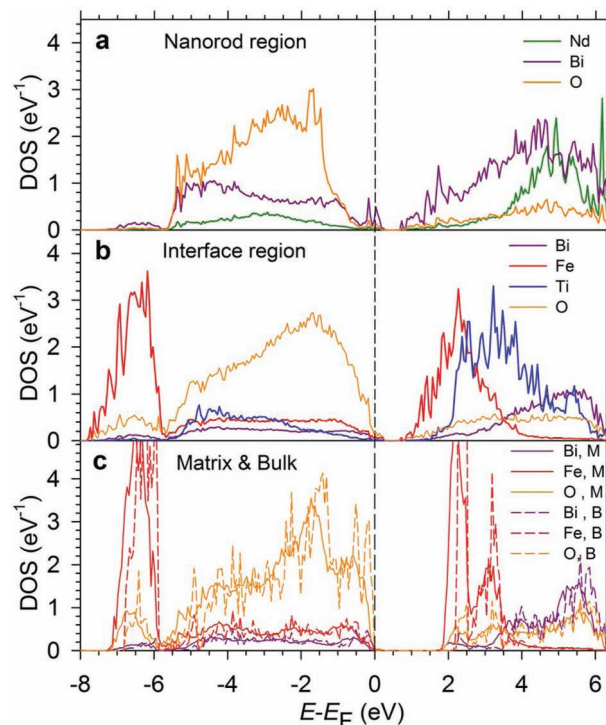 a
Nanorod region
Nd
Bi
O
DOS (eV⁻¹)
4
3
2
1
0
b
Interface region
Bi
Fe
Ti
O
DOS (eV⁻¹)
4
3
2
1
0
c
Matrix & Bulk
Bi, M
Fe, M
O , M
Bi , B
Fe, B
O, B
DOS (eV⁻¹)
4
3
2
1
0
-8 -6 -4 -2 0 2 4 6
E-E_F (eV)